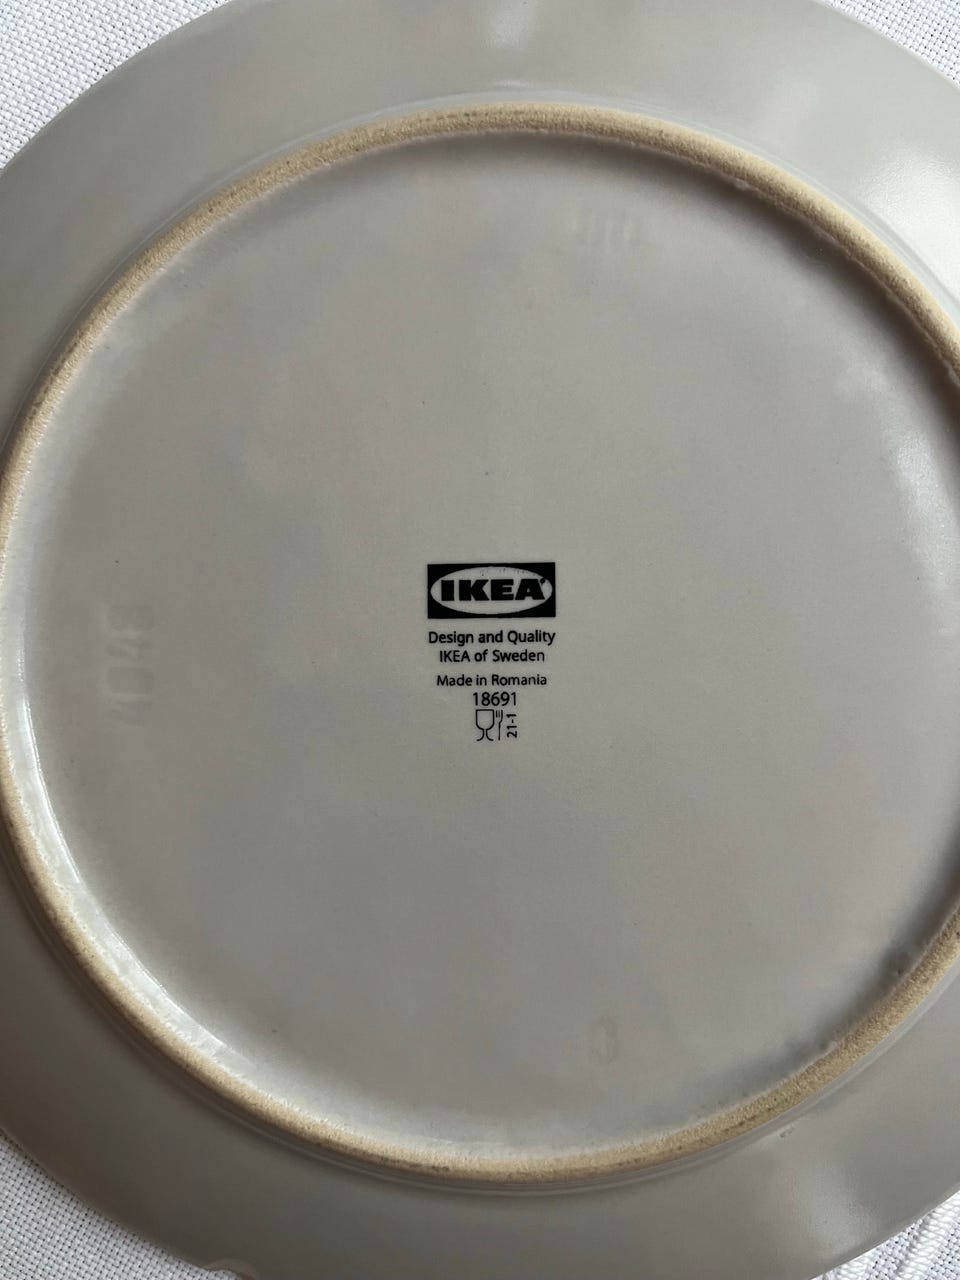 IKEA
Design and Quality
IKEA of Sweden
Made in Romania
18691
21-1